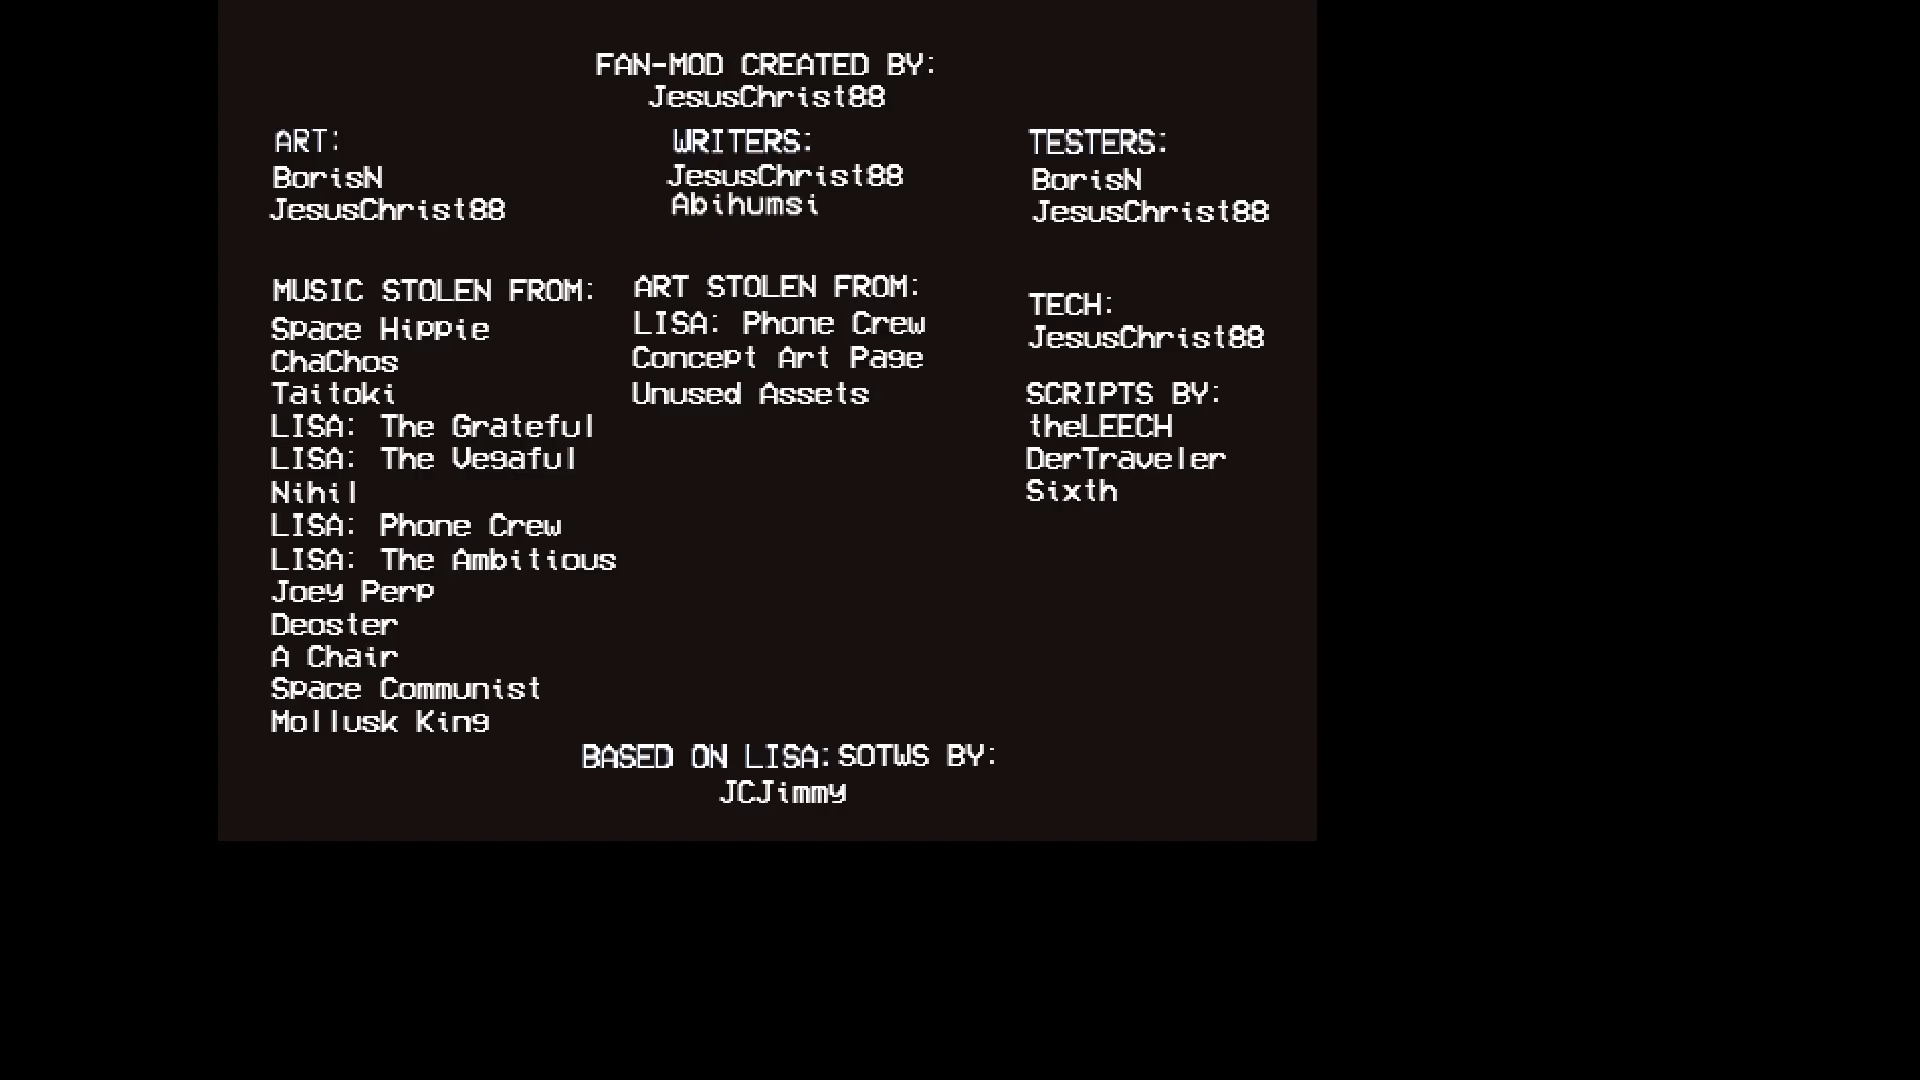 FAN-MOD CREATED BY:
JesusChrist88
ART:
BorisN
JesusChrist88
WRITERS:
JesusChrist88
Abihumsi
TESTERS:
BorisN
JesusChrist88
MUSIC STOLEN FROM:
Space Hippie
ChaChos
Taitoki
LISA: The Grateful
LISA: The Vegaful
Nihil
LISA: Phone Crew
LISA: The Ambitious
Joey Perp
Deoster
A Chair
Space Communist
Mollusk King
ART STOLEN FROM:
LISA: Phone Crew
Concept Art Page
Unused Assets
TECH:
JesusChrist88
SCRIPTS BY:
theLEECH
DerTraveler
Sixth
BASED ON LISA:SOTWS BY:
JCJimmy